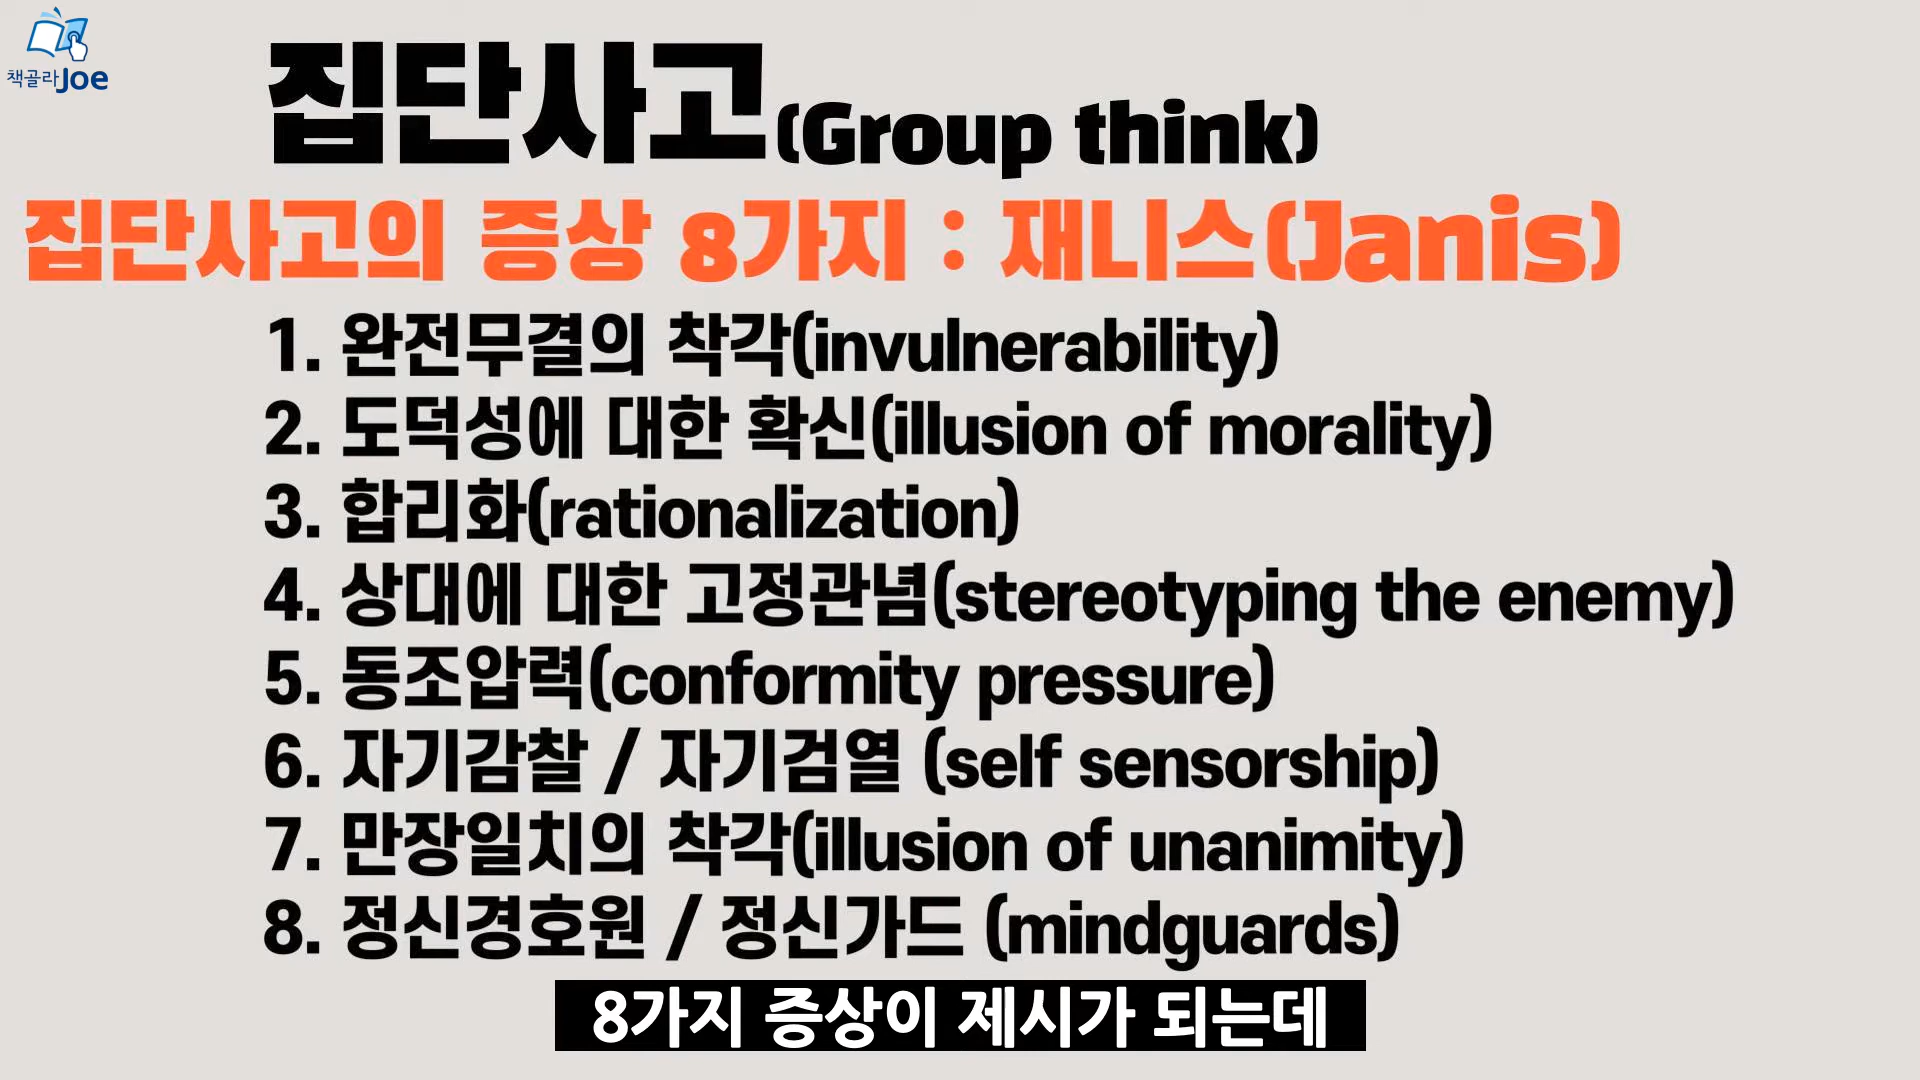 책골라Joe
집단사고(Group think)
집단사고의 증상 8가지 : 재니스(Janis)
1. 완전무결의 착각(invulnerability)
2. 도덕성에 대한 확신(illusion of morality)
3. 합리화(rationalization)
4. 상대에 대한 고정관념(stereotyping the enemy)
5. 동조압력(conformity pressure)
6. 자기감찰 / 자기검열 (self sensorship)
7. 만장일치의 착각(illusion of unanimity)
8. 정신경호원 / 정신가드 (mindguards)
8가지 증상이 제시가 되는데